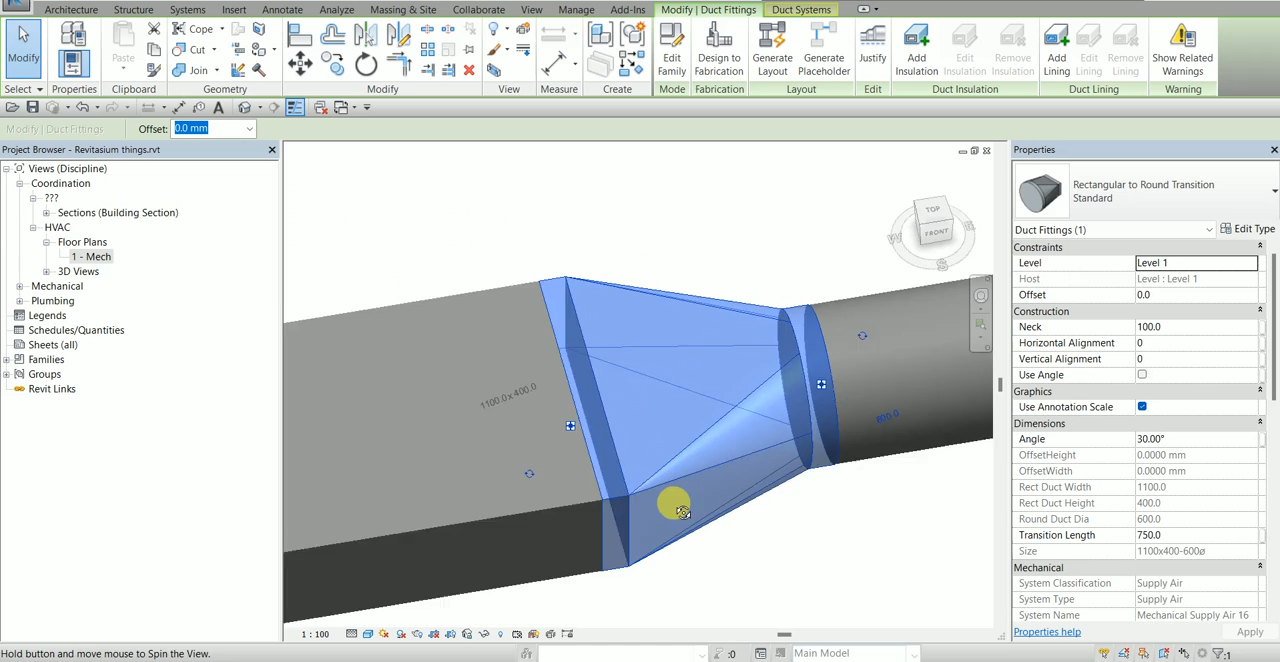 Architecture Structure Systems Insert Annotate Analyze Massing & Site Collaborate View Manage Add-Ins Modify | Duct Fittings Duct Systems
Modify
Paste
Cope
Cut
Join
Edit Family
Design to Fabrication
Generate Layout
Generate Placeholder
Justify
Add Insulation
Edit Insulation
Remove Insulation
Add Lining
Edit Lining
Remove Lining
Show Related Warnings
Select Properties Clipboard Geometry Modify View Measure Create Mode Fabrication Layout Edit Duct Insulation Duct Lining Warning
Modify | Duct Fittings Offset: 0.0 mm
Project Browser - Revitasium things.rvt
Views (Discipline)
Coordination
???
Sections (Building Section)
HVAC
Floor Plans
1 - Mech
3D Views
Mechanical
Plumbing
Legends
Schedules/Quantities
Sheets (all)
Families
Groups
Revit Links
TOP
FRONT
W
S
E
1100.0x400.0
600.0
1 : 100
Properties
Rectangular to Round Transition
Standard
Duct Fittings (1) Edit Type
Constraints
Level Level 1
Host Level : Level 1
Offset 0.0
Construction
Neck 100.0
Horizontal Alignment 0
Vertical Alignment 0
Use Angle
Graphics
Use Annotation Scale
Dimensions
Angle 30.00°
OffsetHeight 0.0000 mm
OffsetWidth 0.0000 mm
Rect Duct Width 1100.0
Rect Duct Height 400.0
Round Duct Dia 600.0
Transition Length 750.0
Size 1100x400-600ø
Mechanical
System Classification Supply Air
System Type Supply Air
System Name Mechanical Supply Air 16
Properties help Apply
Hold button and move mouse to Spin the View. :0 Main Model :1